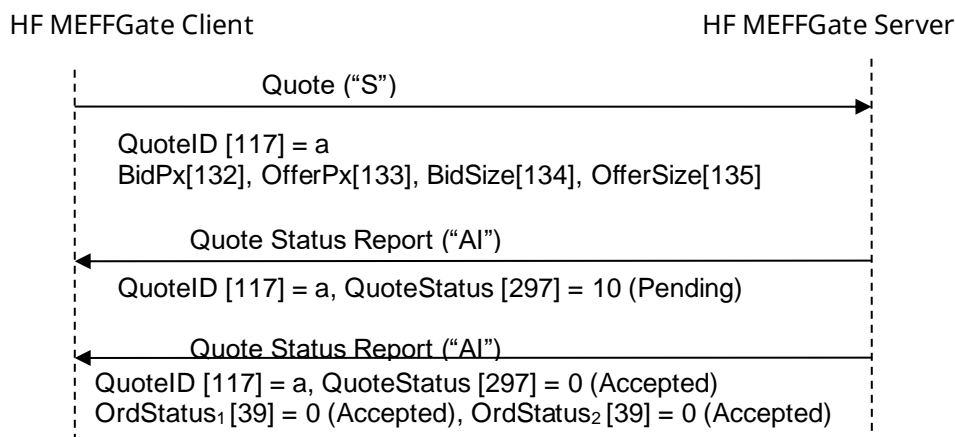 HF MEFFGate Client HF MEFFGate Server
Quote (“S”)
QuoteID [117] = a
BidPx[132], OfferPx[133], BidSize[134], OfferSize[135]
Quote Status Report (“AI”)
QuoteID [117] = a, QuoteStatus [297] = 10 (Pending)
Quote Status Report (“AI”)
QuoteID [117] = a, QuoteStatus [297] = 0 (Accepted)
OrdStatus₁ [39] = 0 (Accepted), OrdStatus₂ [39] = 0 (Accepted)